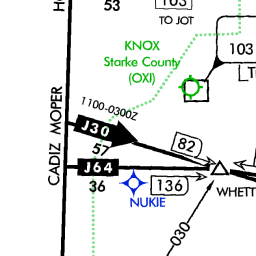 53
103
TO JOT
KNOX
Starke County
(OXI)
103
1100-0300Z
J30
57
82
CADIZ MOPER
J64
36
136
NUKIE
WHETT
030